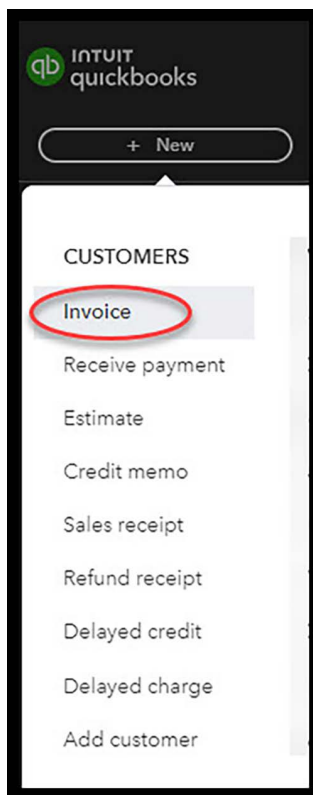 qb INTUIT
quickbooks
+ New
CUSTOMERS
Invoice
Receive payment
Estimate
Credit memo
Sales receipt
Refund receipt
Delayed credit
Delayed charge
Add customer